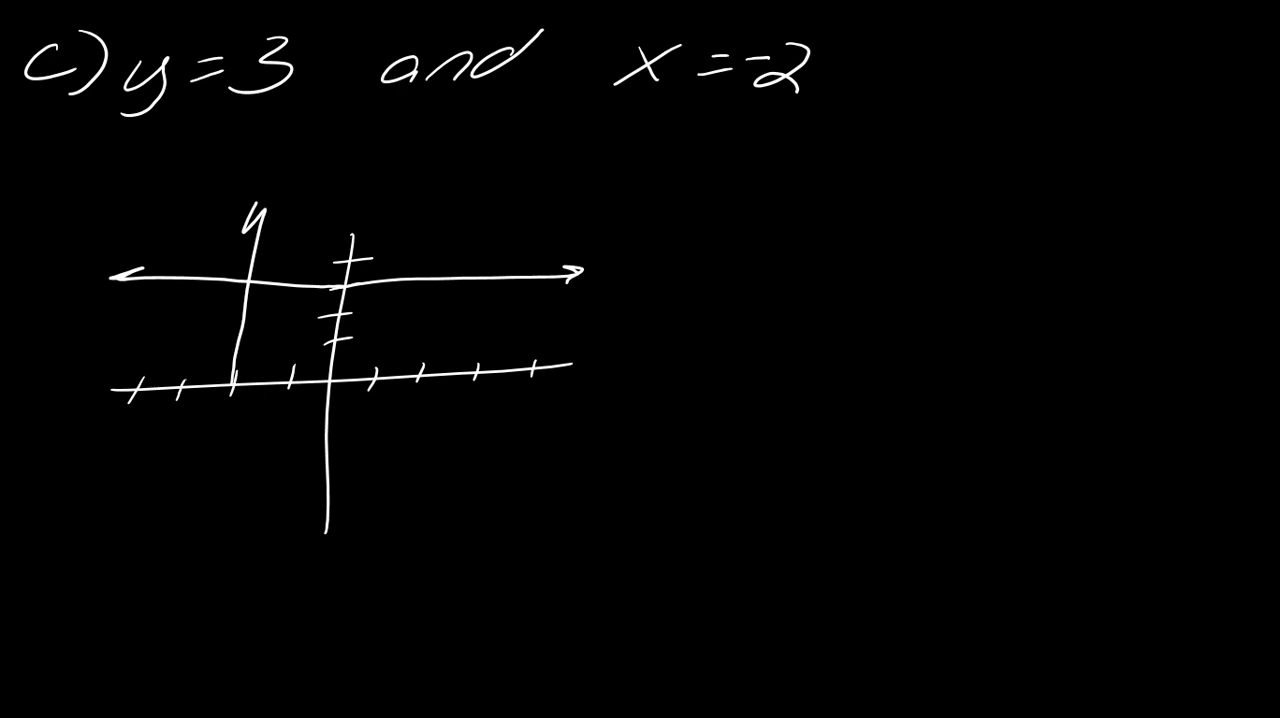 c) y = 3 and x = -2